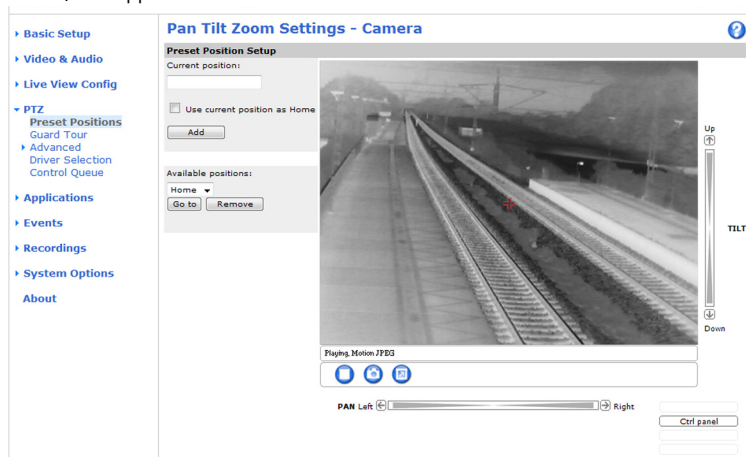 Basic Setup
Video & Audio
Live View Config
PTZ
Preset Positions
Guard Tour
Advanced
Driver Selection
Control Queue
Applications
Events
Recordings
System Options
About
Pan Tilt Zoom Settings - Camera
?
Preset Position Setup
Current position:
Use current position as Home
Add
Available positions:
Home
Go to Remove
Up
TILT
Down
Playing, Motion JPEG
PAN Left Right
Ctrl panel